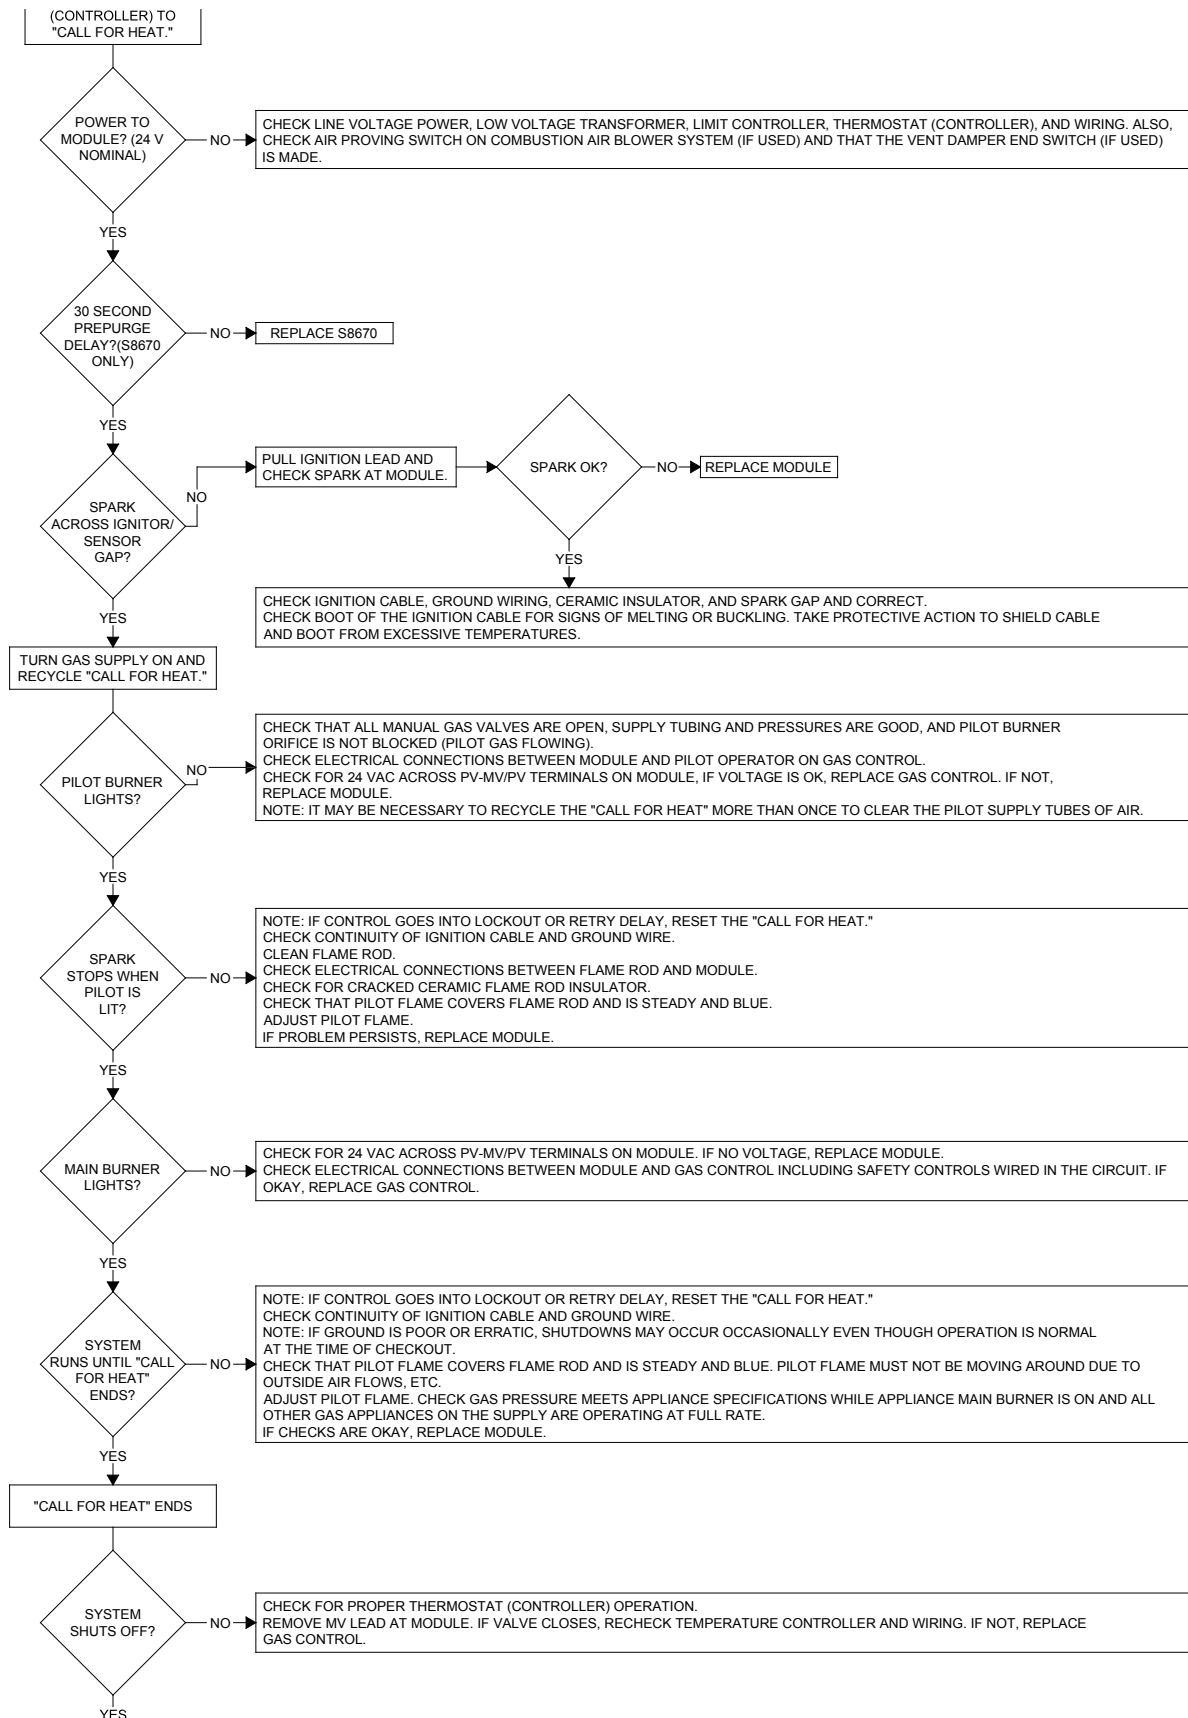 (CONTROLLER) TO
"CALL FOR HEAT."
POWER TO
MODULE? (24 V
NOMINAL)
NO
CHECK LINE VOLTAGE POWER, LOW VOLTAGE TRANSFORMER, LIMIT CONTROLLER, THERMOSTAT (CONTROLLER), AND WIRING. ALSO,
CHECK AIR PROVING SWITCH ON COMBUSTION AIR BLOWER SYSTEM (IF USED) AND THAT THE VENT DAMPER END SWITCH (IF USED)
IS MADE.
YES
30 SECOND
PREPURGE
DELAY?(S8670
ONLY)
NO
REPLACE S8670
YES
SPARK
ACROSS IGNITOR/
SENSOR
GAP?
NO
PULL IGNITION LEAD AND
CHECK SPARK AT MODULE.
SPARK OK?
NO
REPLACE MODULE
YES
CHECK IGNITION CABLE, GROUND WIRING, CERAMIC INSULATOR, AND SPARK GAP AND CORRECT.
CHECK BOOT OF THE IGNITION CABLE FOR SIGNS OF MELTING OR BUCKLING. TAKE PROTECTIVE ACTION TO SHIELD CABLE
AND BOOT FROM EXCESSIVE TEMPERATURES.
YES
TURN GAS SUPPLY ON AND
RECYCLE "CALL FOR HEAT."
PILOT BURNER
LIGHTS?
NO
CHECK THAT ALL MANUAL GAS VALVES ARE OPEN, SUPPLY TUBING AND PRESSURES ARE GOOD, AND PILOT BURNER
ORIFICE IS NOT BLOCKED (PILOT GAS FLOWING).
CHECK ELECTRICAL CONNECTIONS BETWEEN MODULE AND PILOT OPERATOR ON GAS CONTROL.
CHECK FOR 24 VAC ACROSS PV-MV/PV TERMINALS ON MODULE, IF VOLTAGE IS OK, REPLACE GAS CONTROL. IF NOT,
REPLACE MODULE.
NOTE: IT MAY BE NECESSARY TO RECYCLE THE "CALL FOR HEAT" MORE THAN ONCE TO CLEAR THE PILOT SUPPLY TUBES OF AIR.
YES
SPARK
STOPS WHEN
PILOT IS
LIT?
NO
NOTE: IF CONTROL GOES INTO LOCKOUT OR RETRY DELAY, RESET THE "CALL FOR HEAT."
CHECK CONTINUITY OF IGNITION CABLE AND GROUND WIRE.
CLEAN FLAME ROD.
CHECK ELECTRICAL CONNECTIONS BETWEEN FLAME ROD AND MODULE.
CHECK FOR CRACKED CERAMIC FLAME ROD INSULATOR.
CHECK THAT PILOT FLAME COVERS FLAME ROD AND IS STEADY AND BLUE.
ADJUST PILOT FLAME.
IF PROBLEM PERSISTS, REPLACE MODULE.
YES
MAIN BURNER
LIGHTS?
NO
CHECK FOR 24 VAC ACROSS PV-MV/PV TERMINALS ON MODULE. IF NO VOLTAGE, REPLACE MODULE.
CHECK ELECTRICAL CONNECTIONS BETWEEN MODULE AND GAS CONTROL INCLUDING SAFETY CONTROLS WIRED IN THE CIRCUIT. IF
OKAY, REPLACE GAS CONTROL.
YES
SYSTEM
RUNS UNTIL "CALL
FOR HEAT"
ENDS?
NO
NOTE: IF CONTROL GOES INTO LOCKOUT OR RETRY DELAY, RESET THE "CALL FOR HEAT."
CHECK CONTINUITY OF IGNITION CABLE AND GROUND WIRE.
NOTE: IF GROUND IS POOR OR ERRATIC, SHUTDOWNS MAY OCCUR OCCASIONALLY EVEN THOUGH OPERATION IS NORMAL
AT THE TIME OF CHECKOUT.
CHECK THAT PILOT FLAME COVERS FLAME ROD AND IS STEADY AND BLUE. PILOT FLAME MUST NOT BE MOVING AROUND DUE TO
OUTSIDE AIR FLOWS, ETC.
ADJUST PILOT FLAME. CHECK GAS PRESSURE MEETS APPLIANCE SPECIFICATIONS WHILE APPLIANCE MAIN BURNER IS ON AND ALL
OTHER GAS APPLIANCES ON THE SUPPLY ARE OPERATING AT FULL RATE.
IF CHECKS ARE OKAY, REPLACE MODULE.
YES
"CALL FOR HEAT" ENDS
SYSTEM
SHUTS OFF?
NO
CHECK FOR PROPER THERMOSTAT (CONTROLLER) OPERATION.
REMOVE MV LEAD AT MODULE. IF VALVE CLOSES, RECHECK TEMPERATURE CONTROLLER AND WIRING. IF NOT, REPLACE
GAS CONTROL.
YES